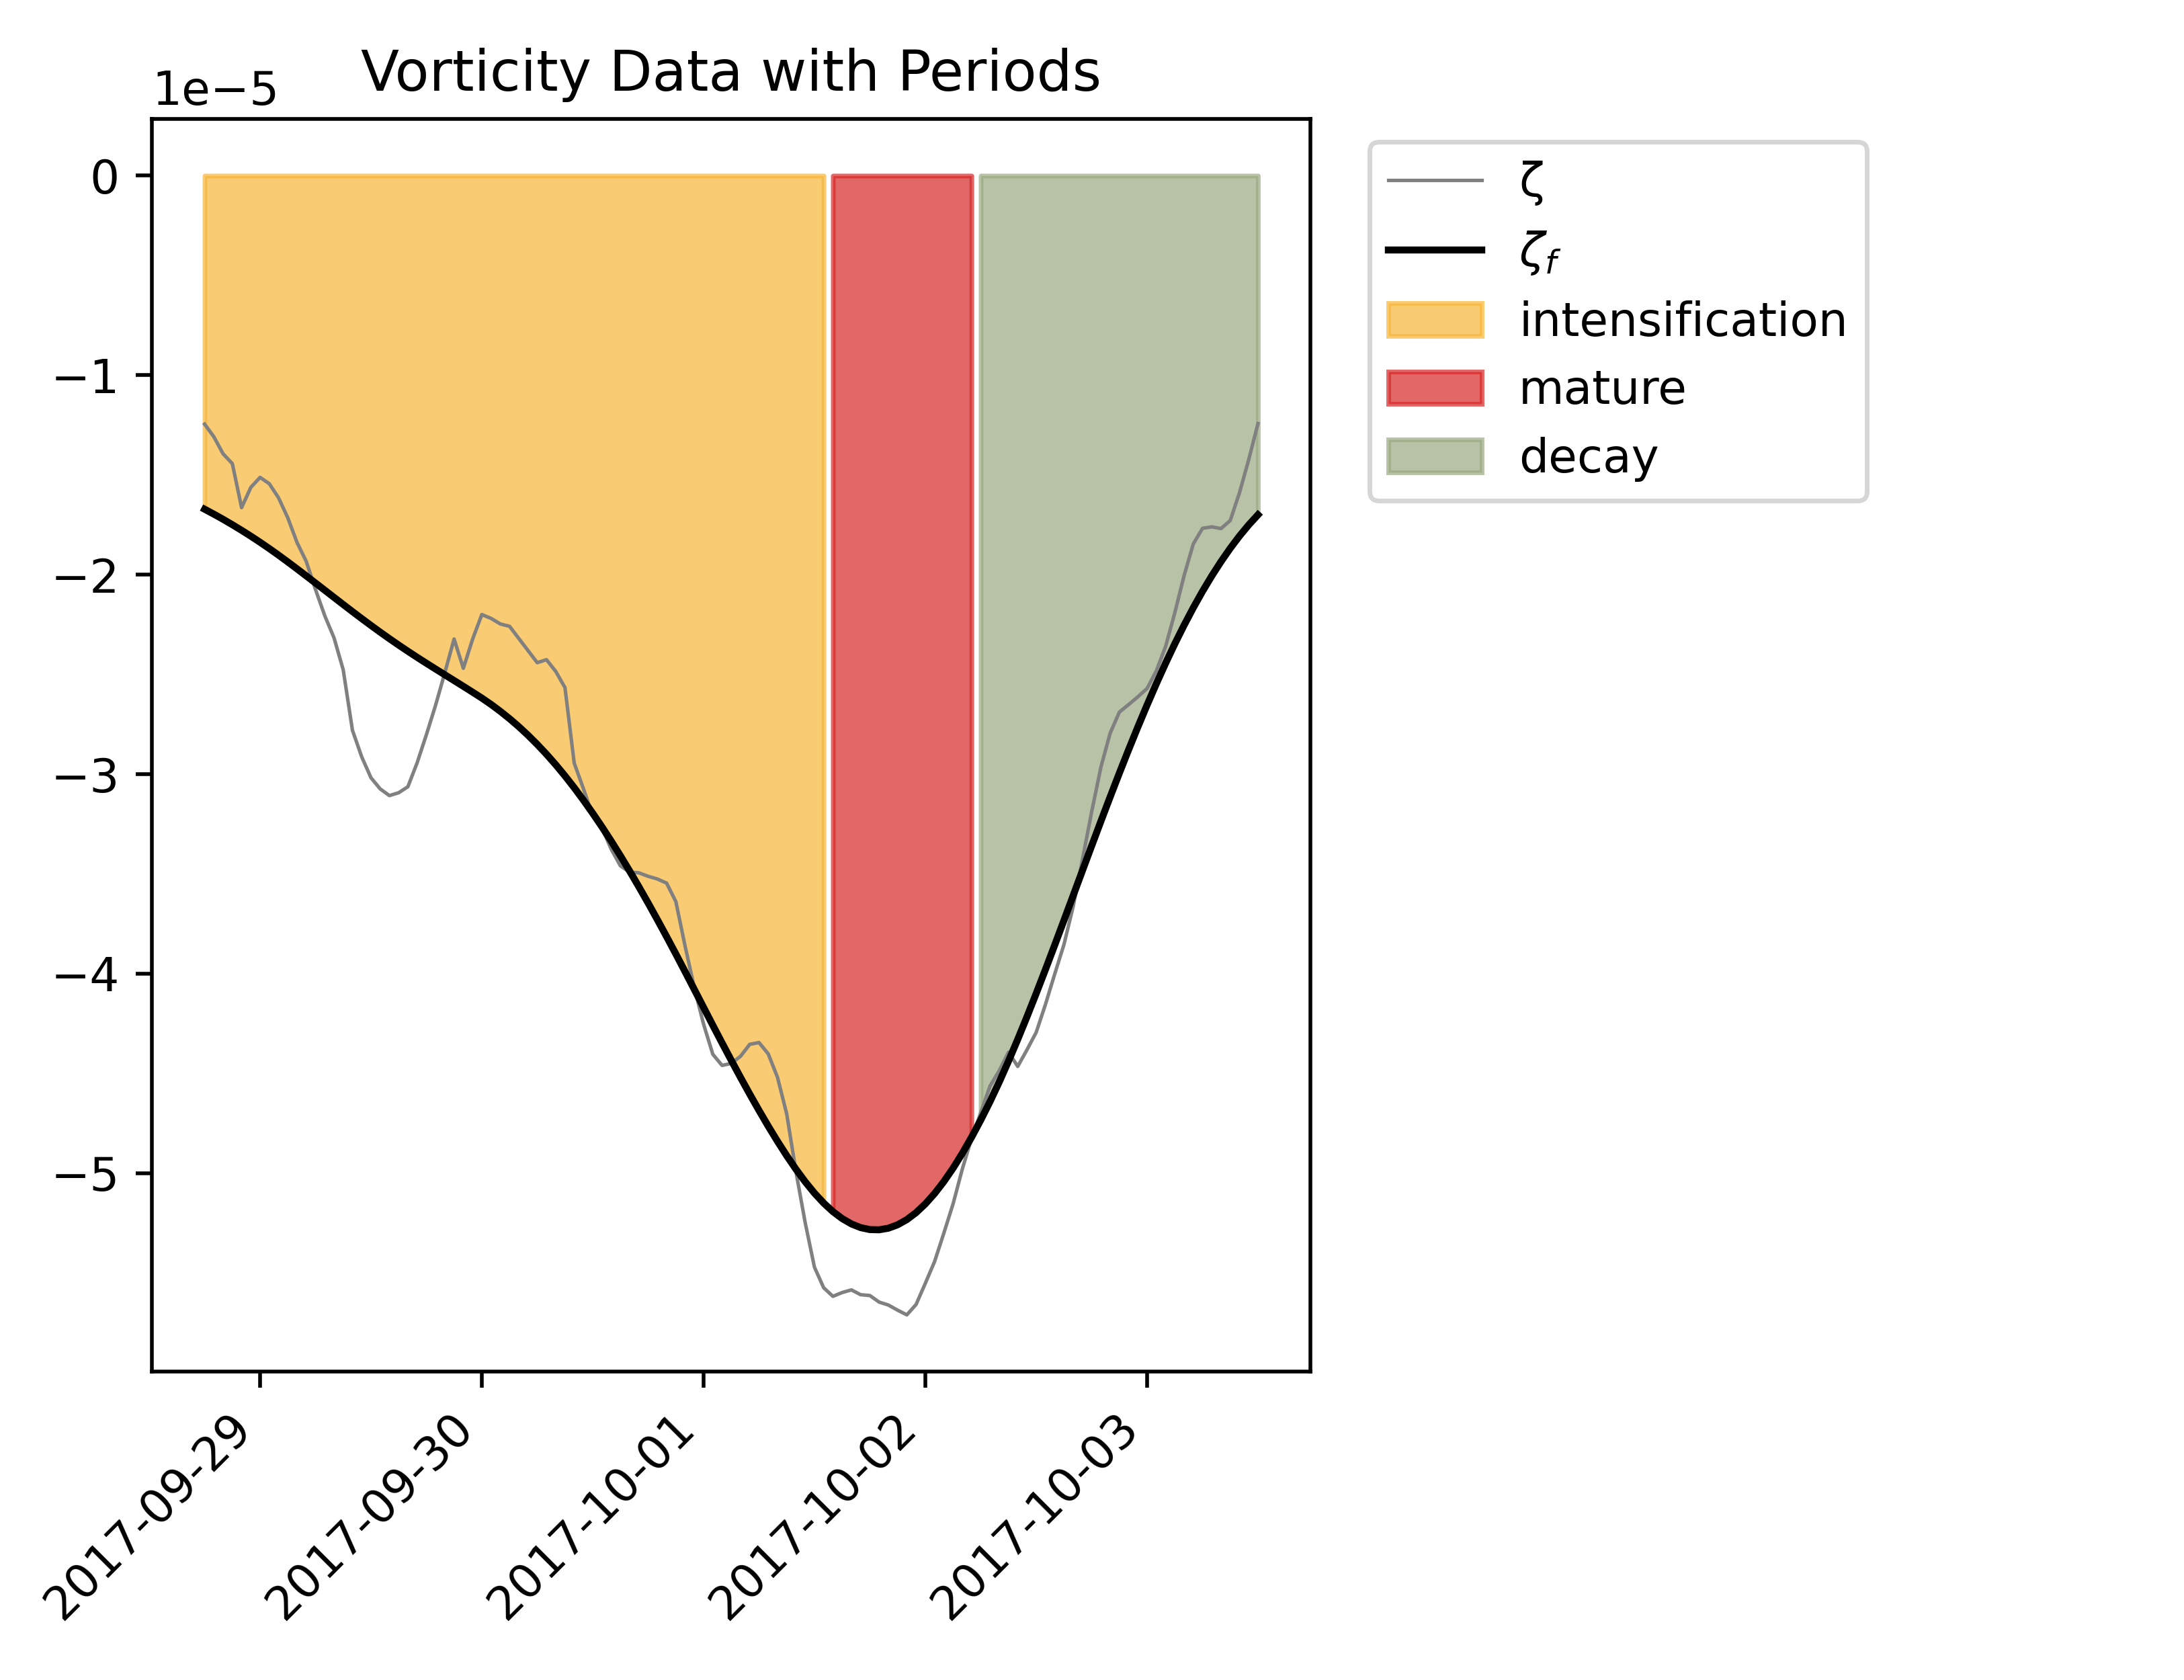 Vorticity Data with Periods
1e−5
0
−1
−2
−3
−4
−5
2017-09-29
2017-09-30
2017-10-01
2017-10-02
2017-10-03
ζ
ζf
intensification
mature
decay